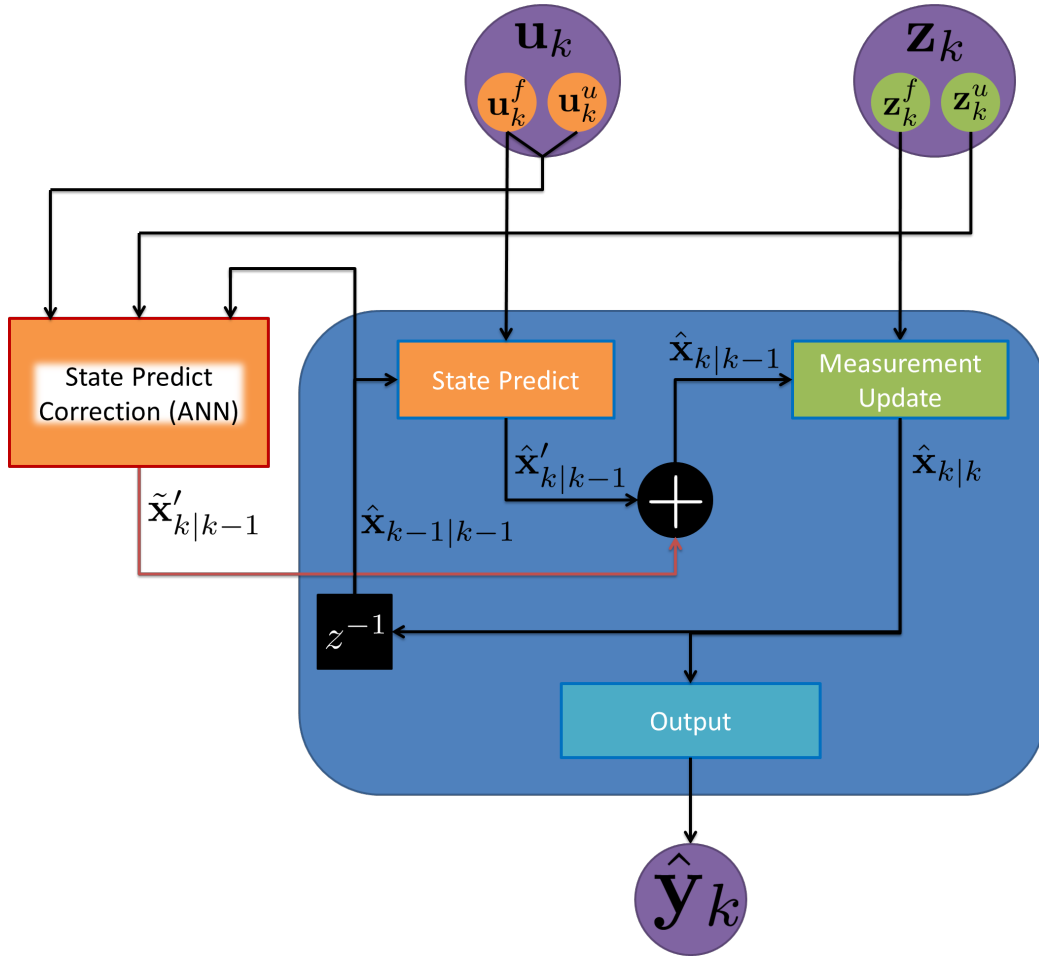 𝐮_k
𝐮_k^f 𝐮_k^u
𝐳_k
𝐳_k^f 𝐳_k^u
State Predict
Correction (ANN)
State Predict
x̂_{k|k−1}
Measurement
Update
x̂′_{k|k−1}
x̂_{k|k}
x̃′_{k|k−1}
x̂_{k−1|k−1}
z^{−1}
Output
ŷ_k